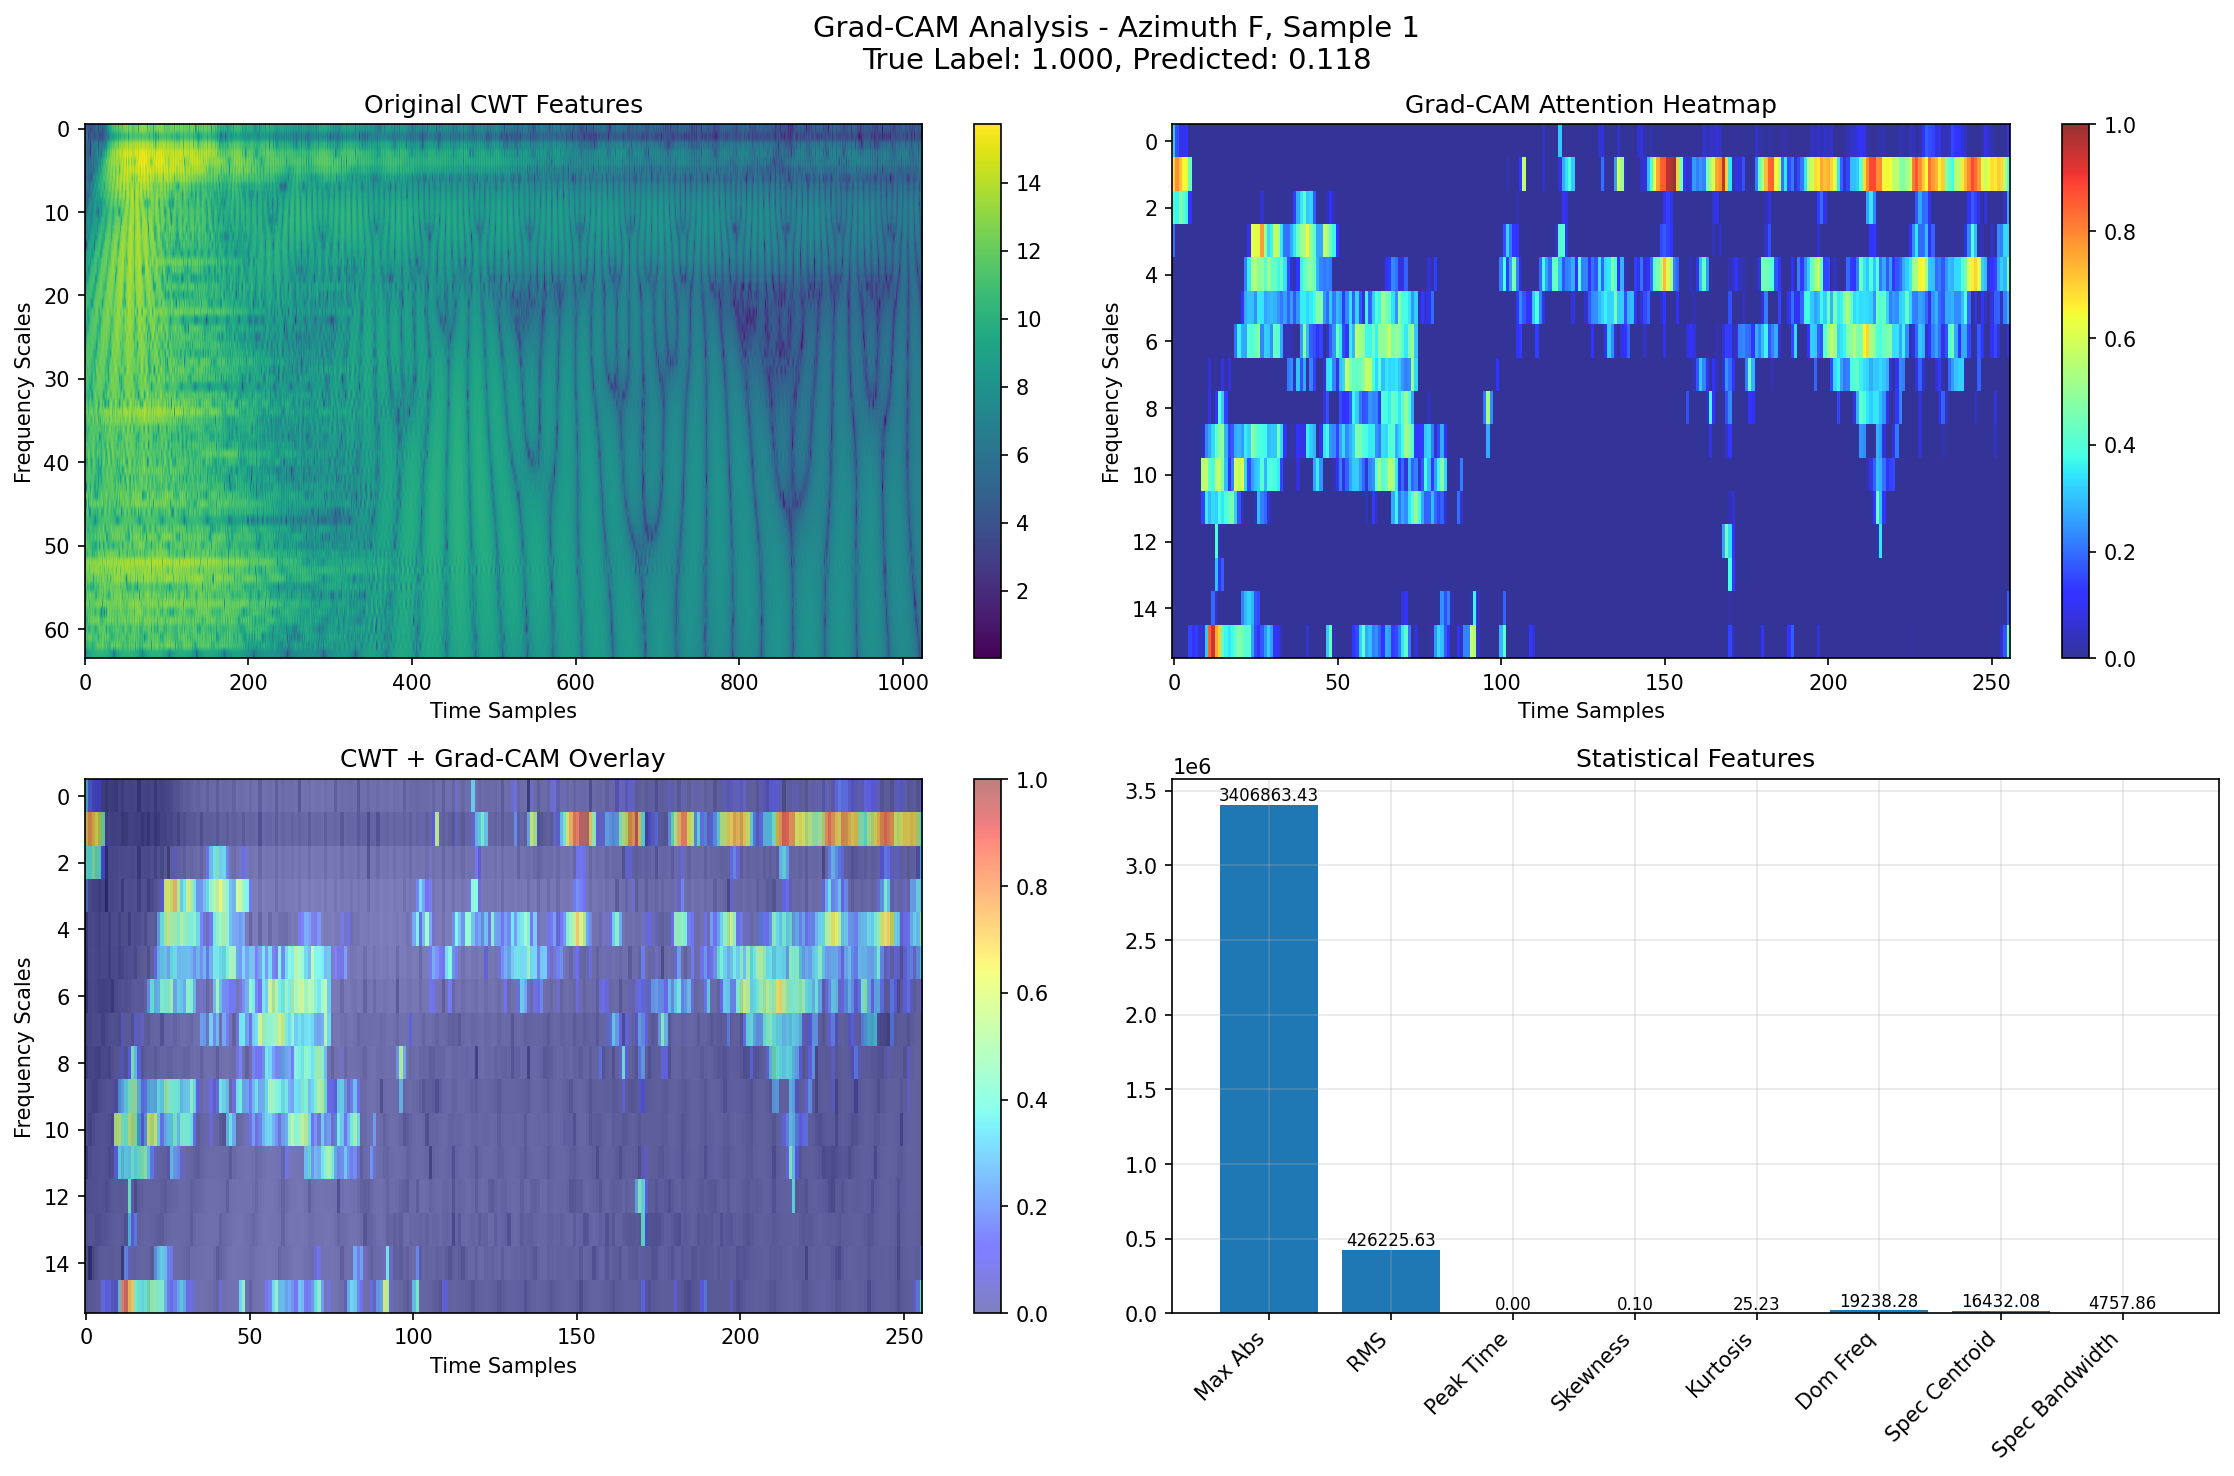 Grad-CAM Analysis - Azimuth F, Sample 1
True Label: 1.000, Predicted: 0.118
Original CWT Features
0
10
20
30
40
50
60
Frequency Scales
0 200 400 600 800 1000
Time Samples
14
12
10
8
6
4
2
Grad-CAM Attention Heatmap
0
2
4
6
8
10
12
14
Frequency Scales
0 50 100 150 200 250
Time Samples
1.0
0.8
0.6
0.4
0.2
0.0
CWT + Grad-CAM Overlay
0
2
4
6
8
10
12
14
Frequency Scales
0 50 100 150 200 250
Time Samples
1.0
0.8
0.6
0.4
0.2
0.0
Statistical Features
1e6
3.5
3.0
2.5
2.0
1.5
1.0
0.5
0.0
3406863.43
426225.63
0.00
0.10
25.23
19238.28
16432.08
4757.86
Max Abs
RMS
Peak Time
Skewness
Kurtosis
Dom Freq
Spec Centroid
Spec Bandwidth